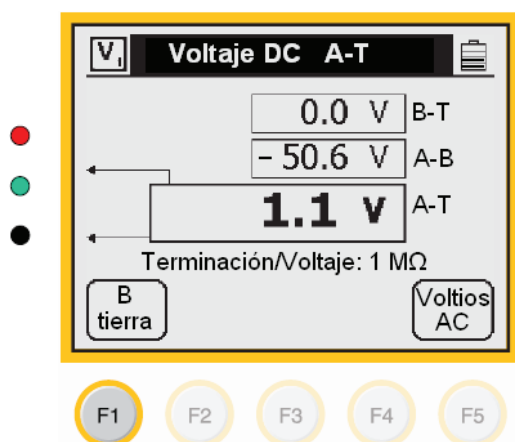 V, Voltaje DC A-T
0.0 V B-T
- 50.6 V A-B
1.1 V A-T
Terminación/Voltaje: 1 MΩ
B
tierra
Voltios
AC
F1 F2 F3 F4 F5